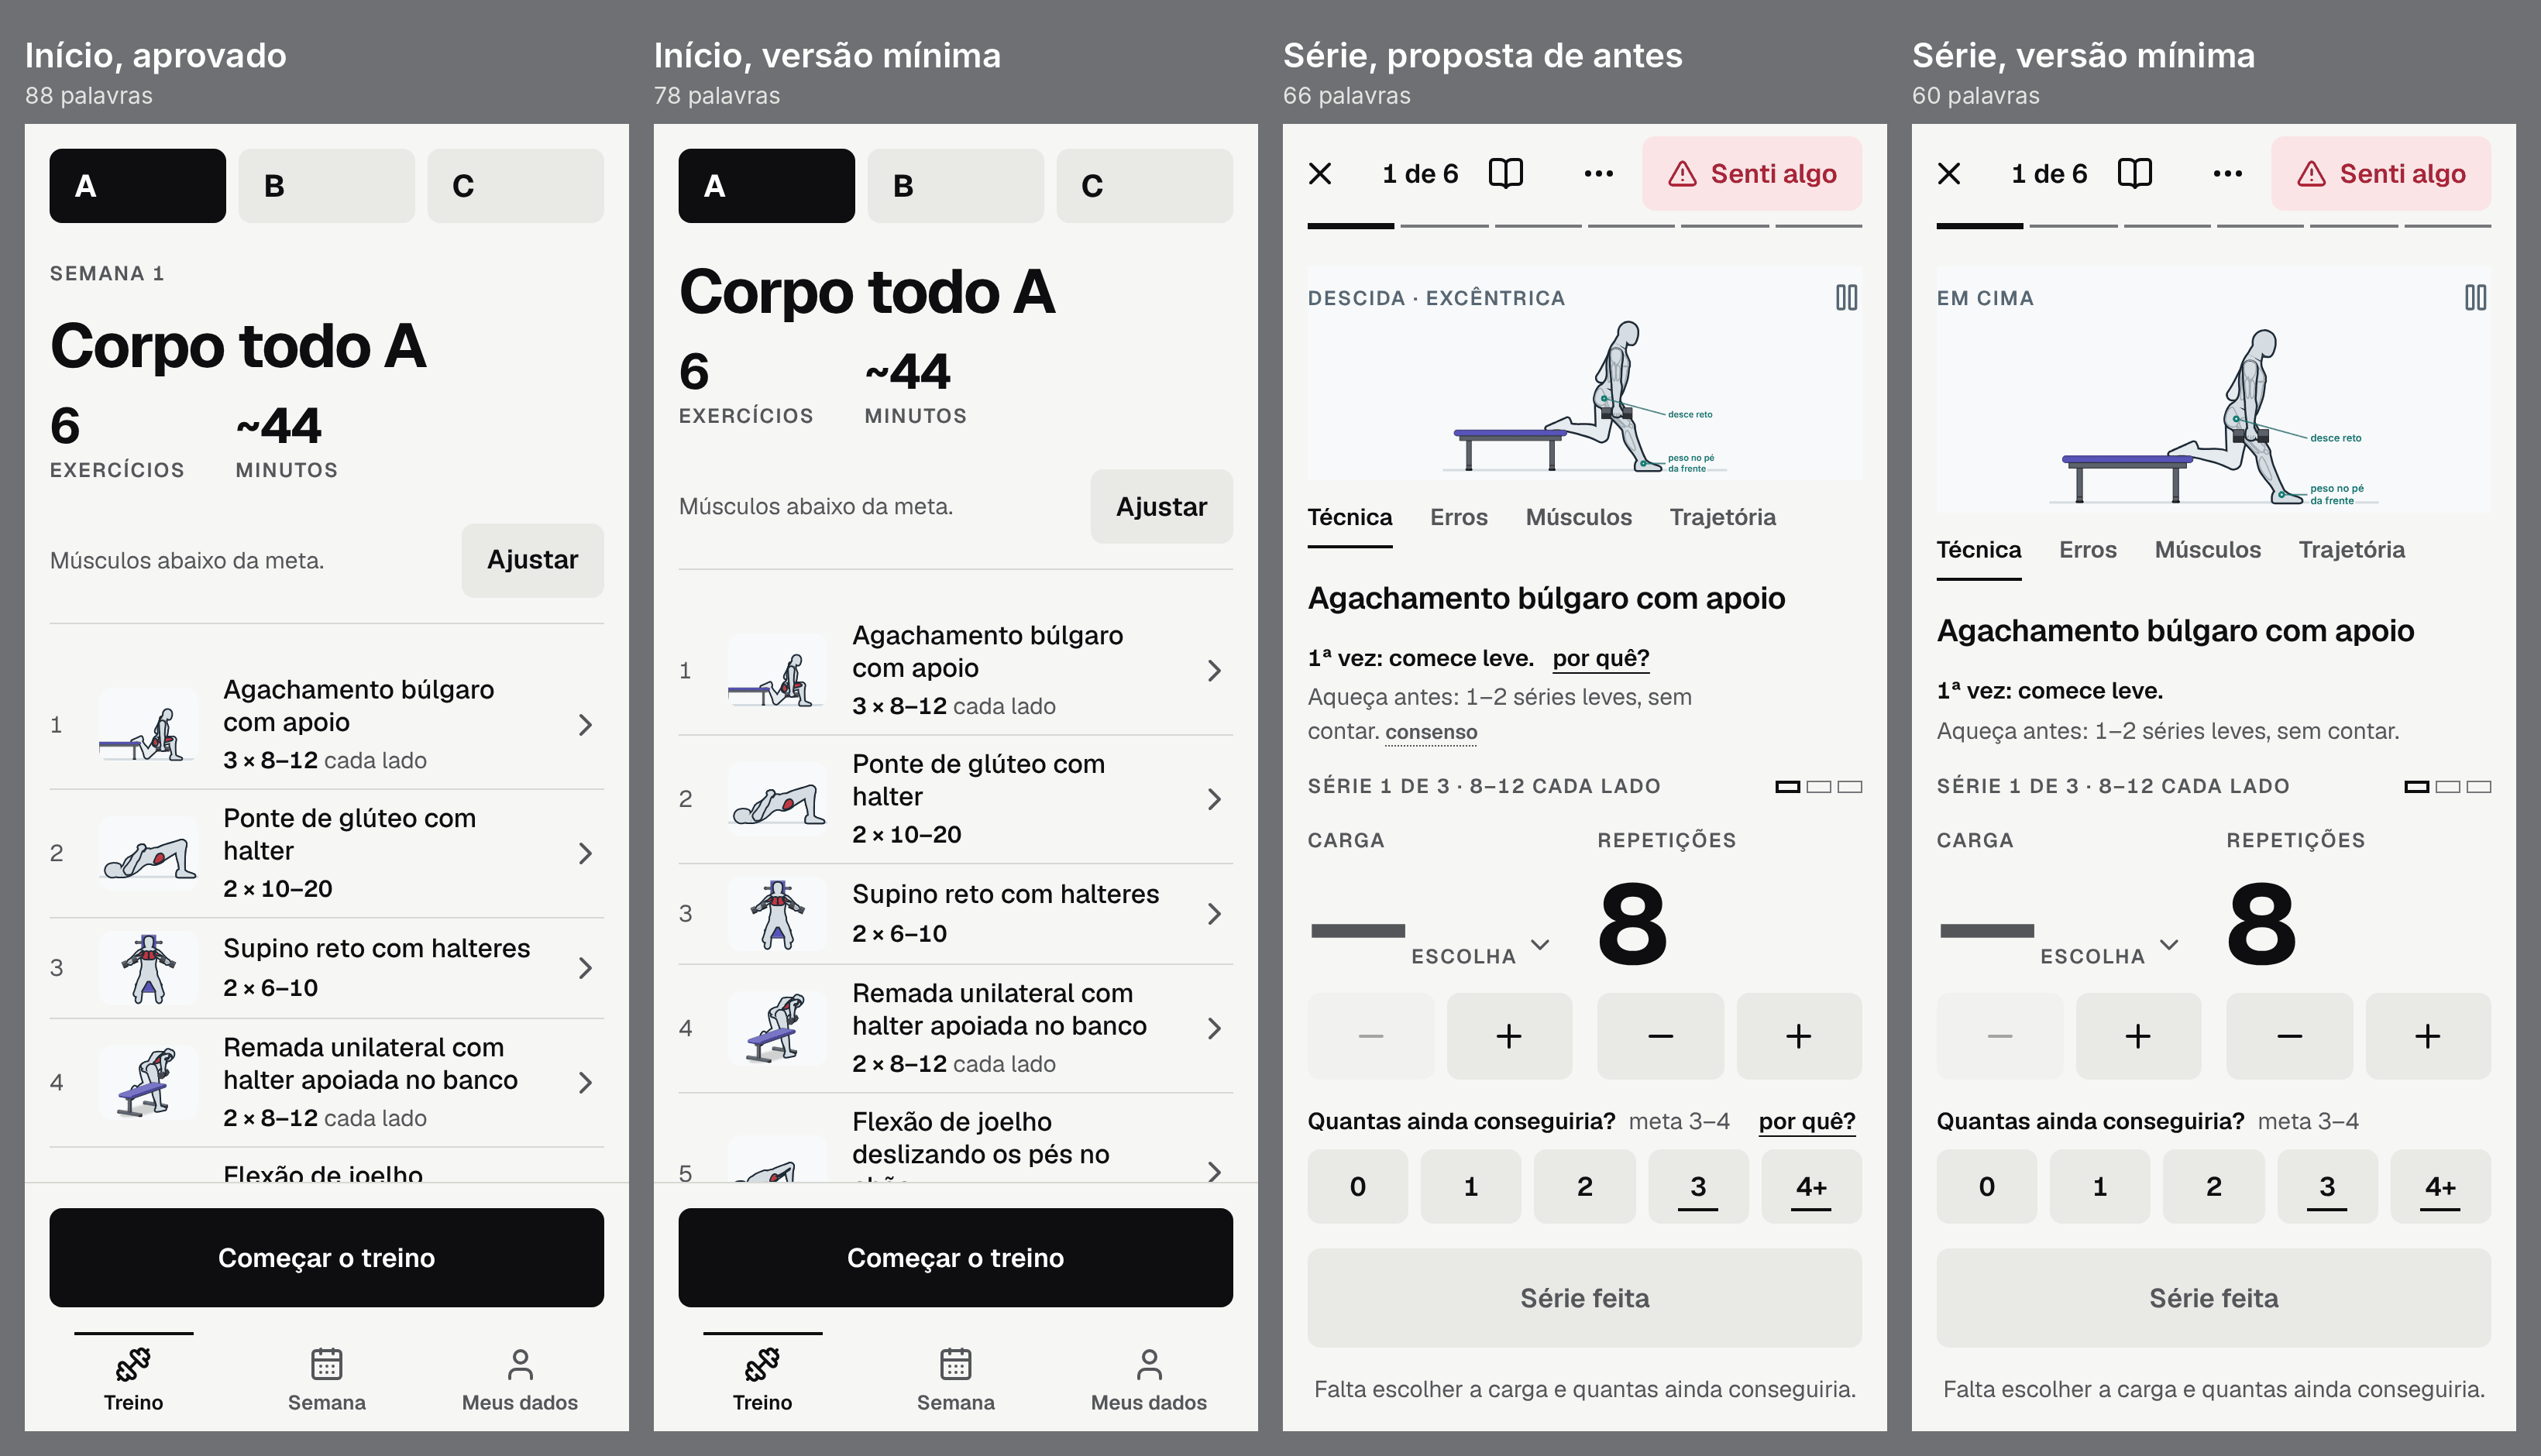 Início, aprovado
88 palavras
A
B
C
SEMANA 1
Corpo todo A
6
~44
EXERCÍCIOS
MINUTOS
Músculos abaixo da meta.
Ajustar
1
Agachamento búlgaro
com apoio
3 × 8–12 cada lado
2
Ponte de glúteo com
halter
2 × 10–20
3
Supino reto com halteres
2 × 6–10
4
Remada unilateral com
halter apoiada no banco
2 × 8–12 cada lado
Flexão de joelho
Começar o treino
Treino
Semana
Meus dados
Início, versão mínima
78 palavras
A
B
C
Corpo todo A
6
~44
EXERCÍCIOS
MINUTOS
Músculos abaixo da meta.
Ajustar
1
Agachamento búlgaro
com apoio
3 × 8–12 cada lado
2
Ponte de glúteo com
halter
2 × 10–20
3
Supino reto com halteres
2 × 6–10
4
Remada unilateral com
halter apoiada no banco
2 × 8–12 cada lado
5
Flexão de joelho
deslizando os pés no
Começar o treino
Treino
Semana
Meus dados
Série, proposta de antes
66 palavras
1 de 6
Senti algo
DESCIDA · EXCÊNTRICA
desce reto
peso no pé
da frente
Técnica
Erros
Músculos
Trajetória
Agachamento búlgaro com apoio
1ª vez: comece leve. por quê?
Aqueça antes: 1–2 séries leves, sem
contar. consenso
SÉRIE 1 DE 3 · 8–12 CADA LADO
CARGA
REPETIÇÕES
— ESCOLHA
8
− +
− +
Quantas ainda conseguiria? meta 3–4 por quê?
0
1
2
3
4+
Série feita
Falta escolher a carga e quantas ainda conseguiria.
Série, versão mínima
60 palavras
1 de 6
Senti algo
EM CIMA
desce reto
peso no pé
da frente
Técnica
Erros
Músculos
Trajetória
Agachamento búlgaro com apoio
1ª vez: comece leve.
Aqueça antes: 1–2 séries leves, sem contar.
SÉRIE 1 DE 3 · 8–12 CADA LADO
CARGA
REPETIÇÕES
— ESCOLHA
8
− +
− +
Quantas ainda conseguiria? meta 3–4
0
1
2
3
4+
Série feita
Falta escolher a carga e quantas ainda conseguiria.